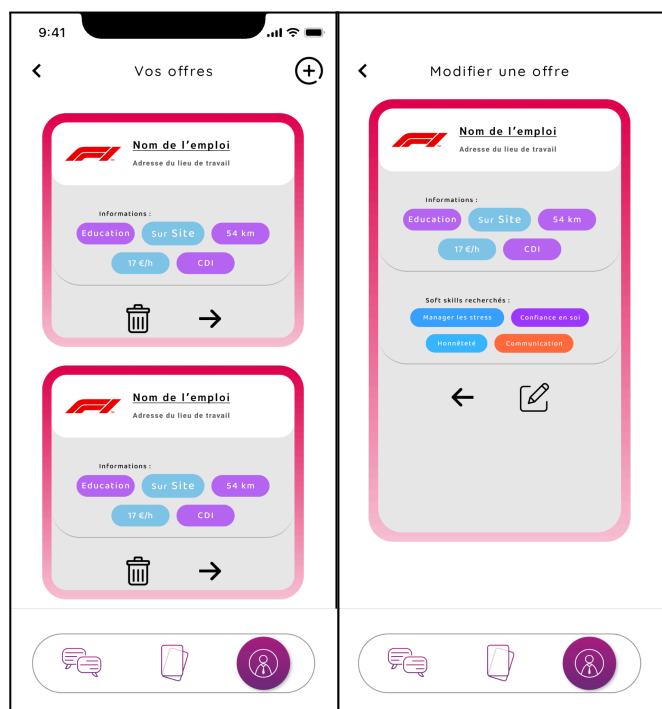 9:41
Vos offres
Nom de l'emploi
Adresse du lieu de travail
Informations :
Education Sur Site 54 km
17 €/h CDI
Nom de l'emploi
Adresse du lieu de travail
Informations :
Education Sur Site 54 km
17 €/h CDI
Modifier une offre
Nom de l'emploi
Adresse du lieu de travail
Informations :
Education Sur Site 54 km
17 €/h CDI
Soft skills recherchés :
Manager les stress Confiance en soi
Honnêteté Communication